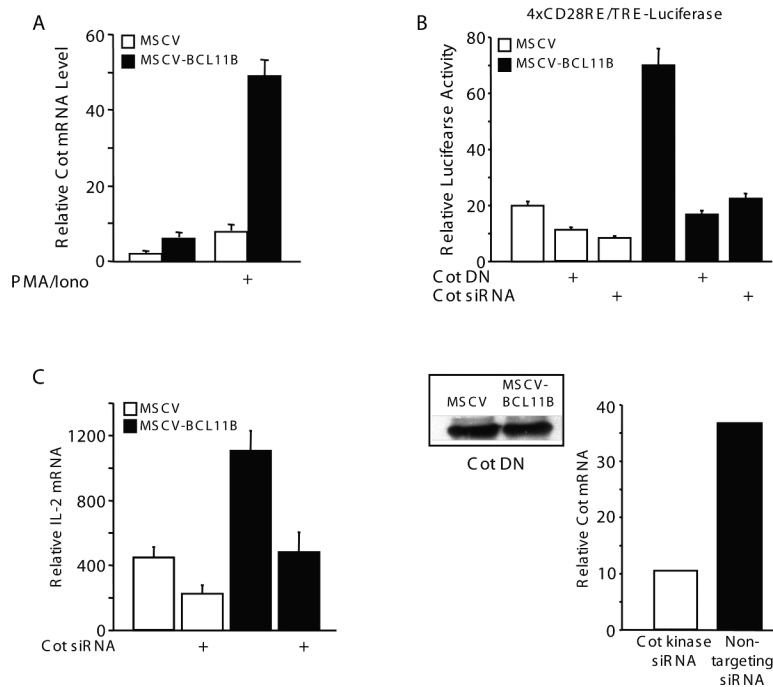 A
MSCV
MSCV-BCL11B
Relative Cot mRNA Level
60
40
20
0
PMA/Iono
+
B
4xCD28RE/TRE-Luciferase
MSCV
MSCV-BCL11B
Relative Lucifearse Activity
80
60
40
20
0
Cot DN
+
+
Cot siRNA
+
+
C
MSCV
MSCV-BCL11B
Relative IL-2 mRNA
1200
800
400
200
0
Cot siRNA
+
+
MSCV
MSCV-
BCL11B
Cot DN
Relative Cot mRNA
40
30
20
10
0
Cot kinase
siRNA
Non-
targeting
siRNA